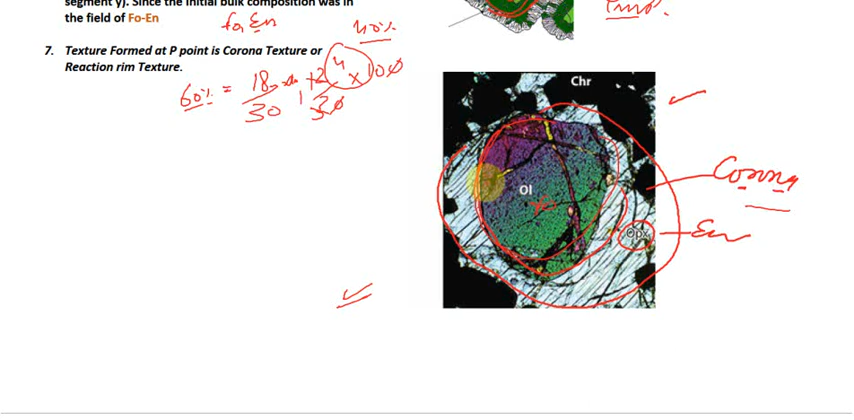 segment y). Since the initial bulk composition was in
the field of Fo-En
fo En
40%
7. Texture Formed at P point is Corona Texture or
Reaction rim Texture.
60% = 18
30
4
x 100
30
Chr
Ol
Opx
Corona
En